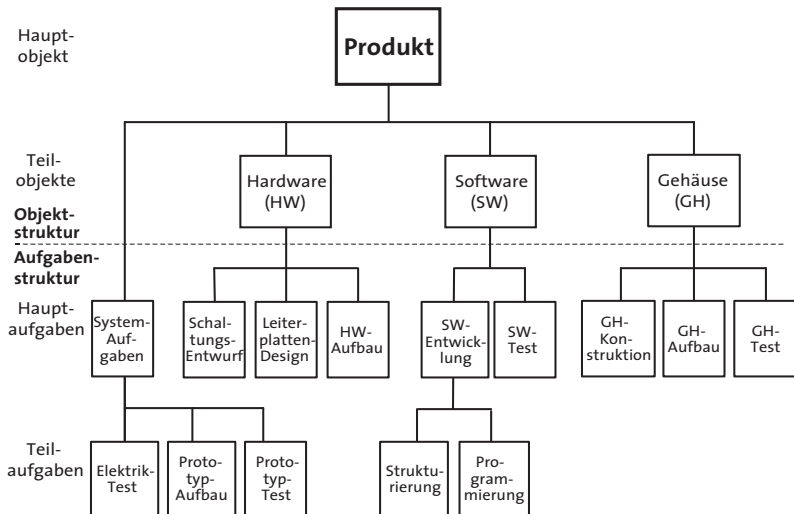 Haupt-
objekt
Produkt
Teil-
objekte
Hardware
(HW)
Software
(SW)
Gehäuse
(GH)
Objekt-
struktur
Aufgaben-
struktur
Haupt-
aufgaben
System-
Auf-
gaben
Schal-
tungs-
Entwurf
Leiter-
platten-
Design
HW-
Aufbau
SW-
Entwick-
lung
SW-
Test
GH-
Kon-
struktion
GH-
Aufbau
GH-
Test
Teil-
aufgaben
Elektrik-
Test
Proto-
typ-
Aufbau
Proto-
typ-
Test
Struktu-
rierung
Pro-
gram-
mierung